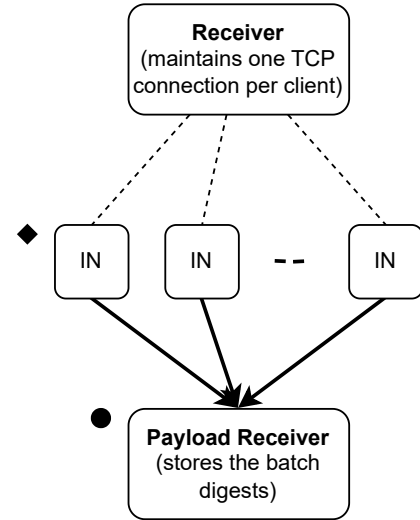 Receiver
(maintains one TCP
connection per client)
IN
IN
IN
Payload Receiver
(stores the batch
digests)